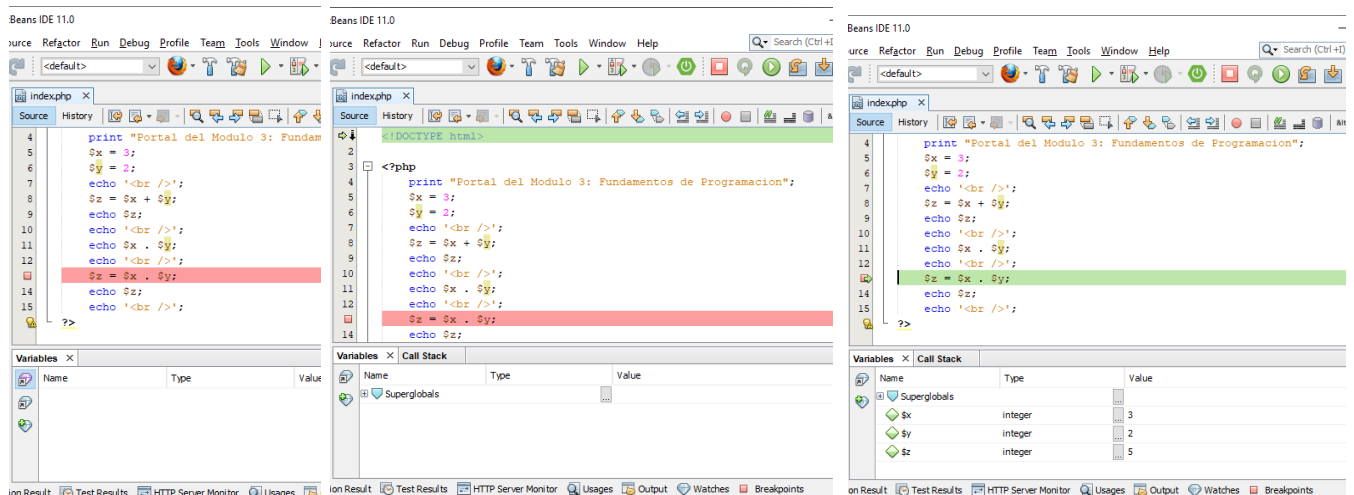 :Beans IDE 11.0
ource Refactor Run Debug Profile Team Tools Window
<default>
index.php ×
Source History
4 print "Portal del Modulo 3: Fundam
5 $x = 3;
6 $y = 2;
7 echo '<br />';
8 $z = $x + $y;
9 echo $z;
10 echo '<br />';
11 echo $x . $y;
12 echo '<br />';
$z = $x . $y;
14 echo $z;
15 echo '<br />';
?>
Variables ×
Name Type Value
ion Result Test Results HTTP Server Monitor Usages
:Beans IDE 11.0
ource Refactor Run Debug Profile Team Tools Window Help Search (Ctrl+I)
<default>
index.php ×
Source History
<!DOCTYPE html>
2
3 <?php
4 print "Portal del Modulo 3: Fundamentos de Programacion";
5 $x = 3;
6 $y = 2;
7 echo '<br />';
8 $z = $x + $y;
9 echo $z;
10 echo '<br />';
11 echo $x . $y;
12 echo '<br />';
$z = $x . $y;
14 echo $z;
Variables × Call Stack
Name Type Value
Superglobals ...
ion Result Test Results HTTP Server Monitor Usages Output Watches Breakpoints
Beans IDE 11.0
urce Refactor Run Debug Profile Team Tools Window Help Search (Ctrl+I)
<default>
index.php ×
Source History
4 print "Portal del Modulo 3: Fundamentos de Programacion";
5 $x = 3;
6 $y = 2;
7 echo '<br />';
8 $z = $x + $y;
9 echo $z;
10 echo '<br />';
11 echo $x . $y;
12 echo '<br />';
$z = $x . $y;
14 echo $z;
15 echo '<br />';
?>
Variables × Call Stack
Name Type Value
Superglobals ...
$x integer ... 3
$y integer ... 2
$z integer ... 5
on Result Test Results HTTP Server Monitor Usages Output Watches Breakpoints